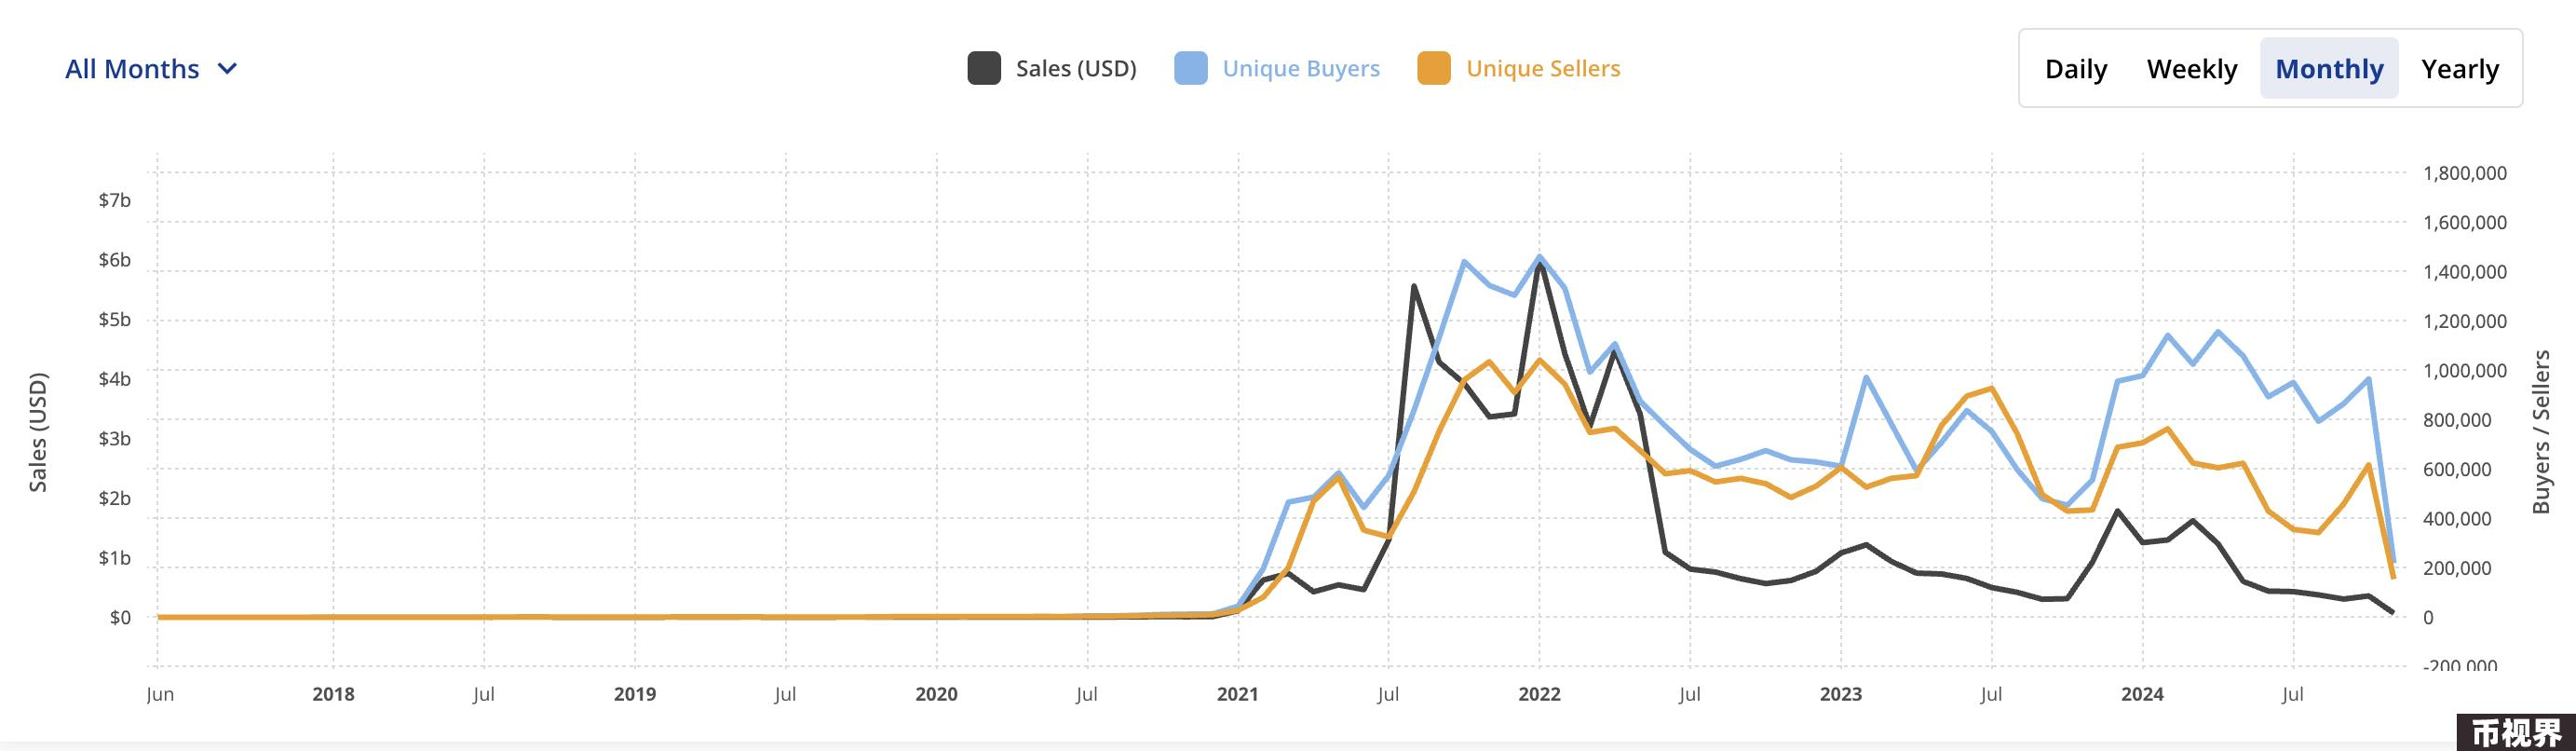 All Months
Sales (USD) Unique Buyers Unique Sellers
Daily Weekly Monthly Yearly
Sales (USD)
$7b
$6b
$5b
$4b
$3b
$2b
$1b
$0
1,800,000
1,600,000
1,400,000
1,200,000
1,000,000
800,000
600,000
400,000
200,000
0
-200,000
Buyers / Sellers
Jun 2018 Jul 2019 Jul 2020 Jul 2021 Jul 2022 Jul 2023 Jul 2024 Jul
币视界